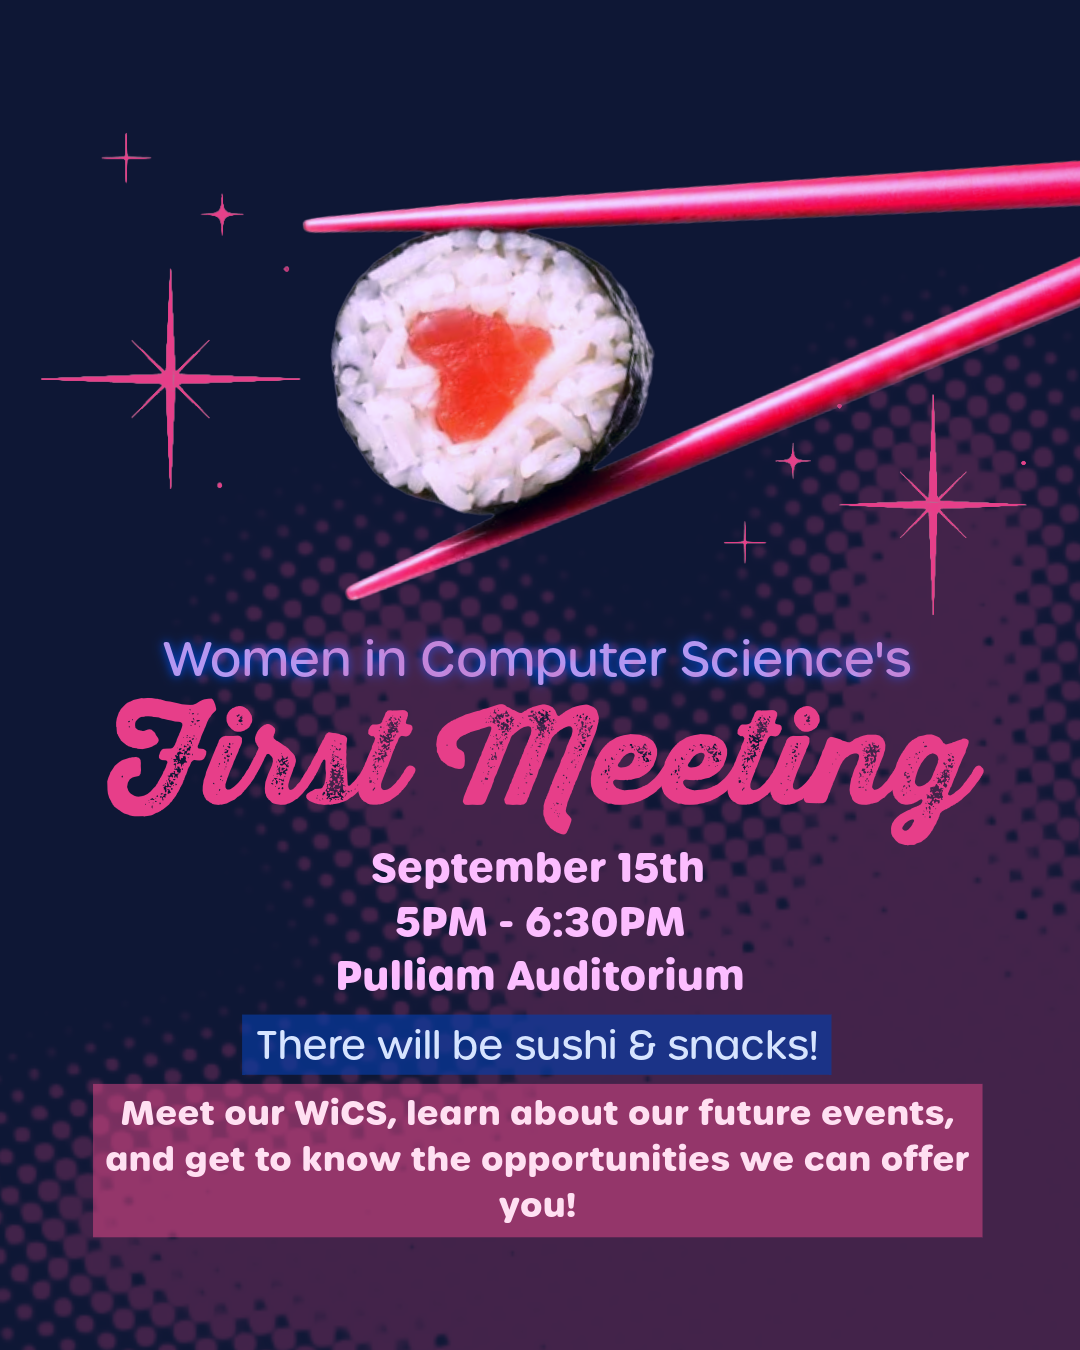 Women in Computer Science's
First Meeting
September 15th
5PM - 6:30PM
Pulliam Auditorium
There will be sushi & snacks!
Meet our WiCS, learn about our future events,
and get to know the opportunities we can offer
you!